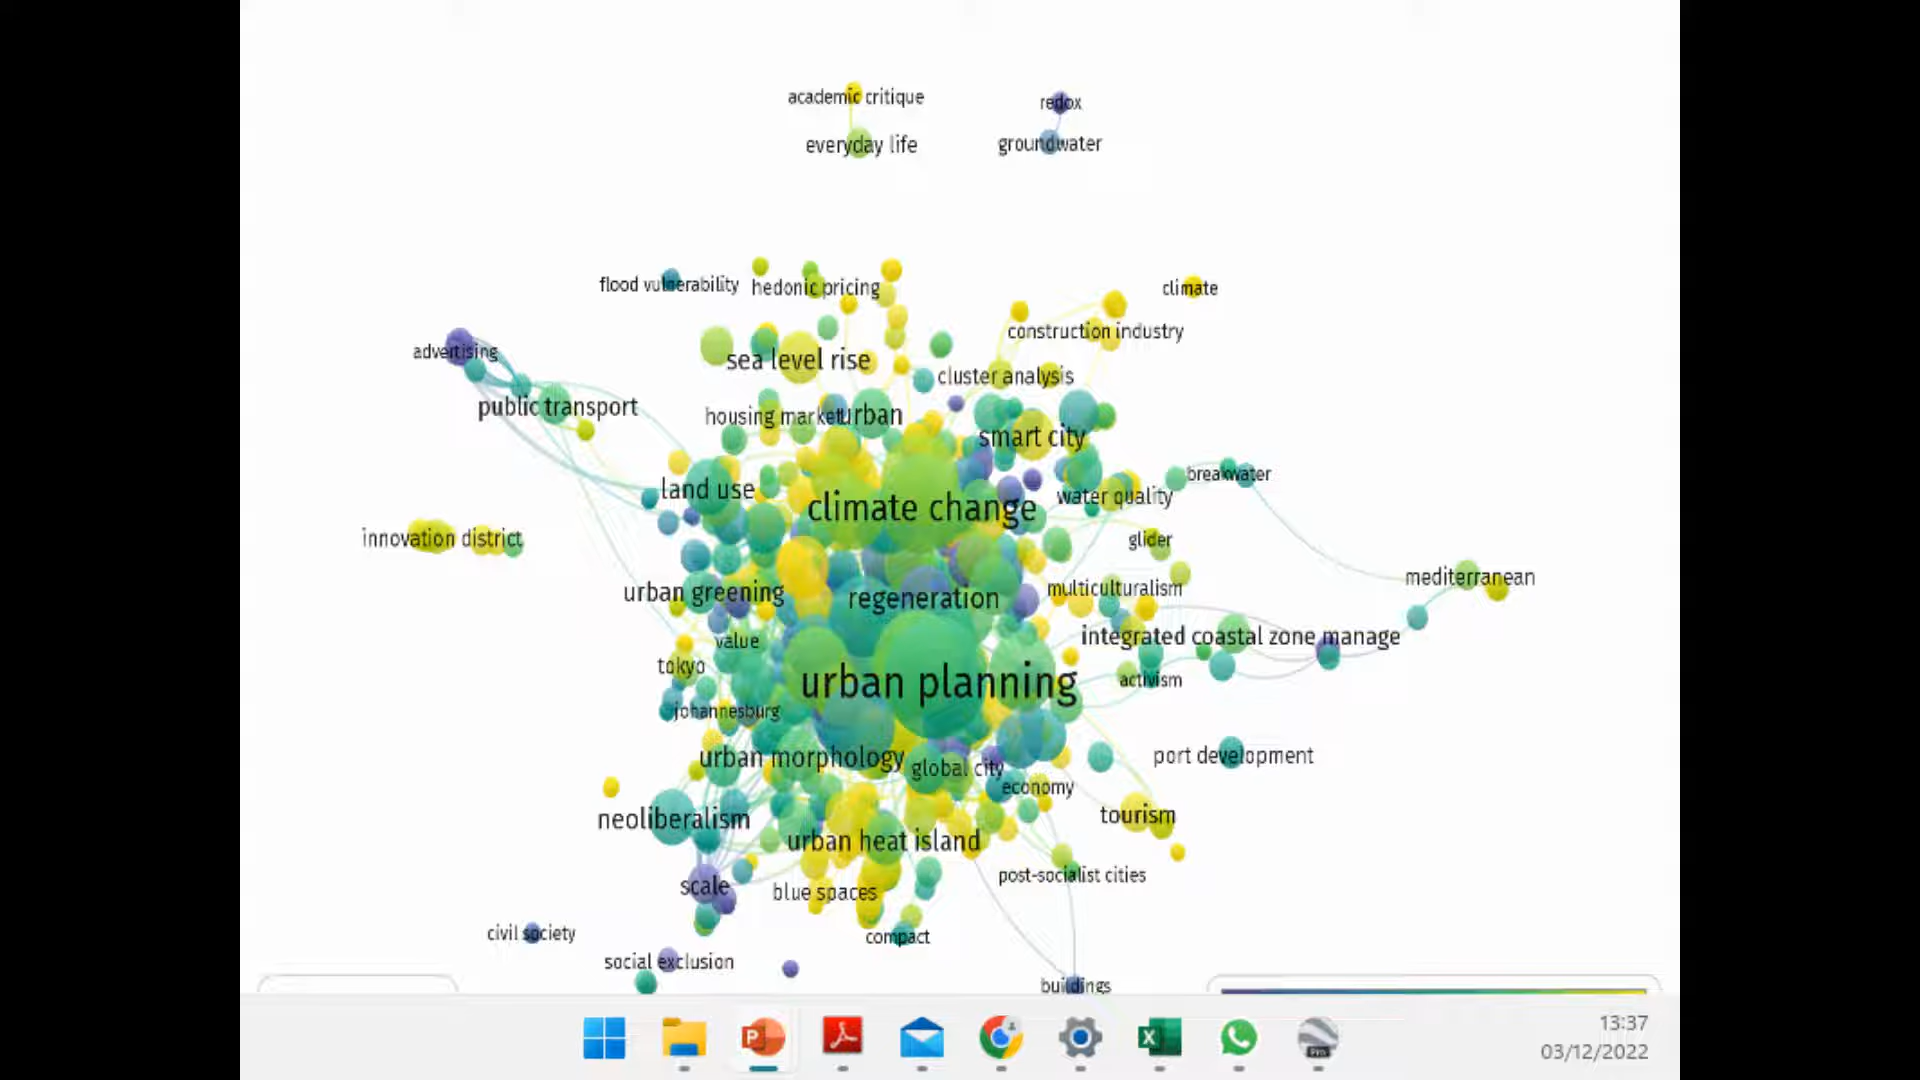 academic critique
redox
everyday life
groundwater
flood vulnerability
hedonic pricing
climate
construction industry
advertising
sea level rise
cluster analysis
public transport
housing market
urban
smart city
breakwater
land use
water quality
climate change
innovation district
glider
mediterranean
urban greening
regeneration
multiculturalism
value
integrated coastal zone manage
tokyo
activism
urban planning
johannesburg
urban morphology
global city
port development
economy
neoliberalism
tourism
urban heat island
post-socialist cities
scale
blue spaces
civil society
compact
social exclusion
buildings
13:37
03/12/2022
P
X
Pro